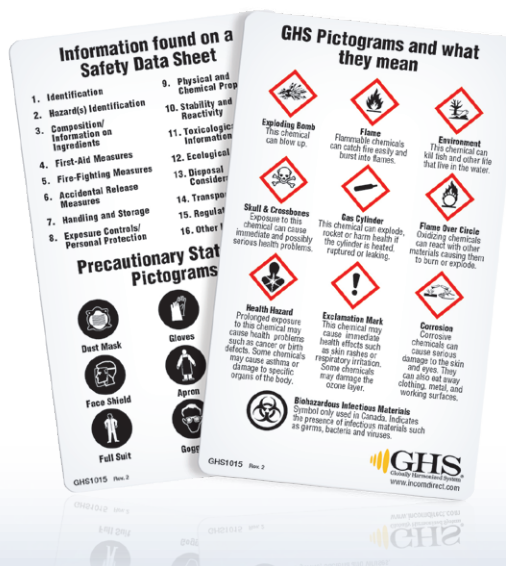 Information found on a
Safety Data Sheet
1. Identification
2. Hazard(s) Identification
3. Composition/
Information on
Ingredients
4. First-Aid Measures
5. Fire-Fighting Measures
6. Accidental Release
Measures
7. Handling and Storage
8. Exposure Controls/
Personal Protection
9. Physical and
Chemical Prop
10. Stability and
Reactivity
11. Toxicologic
Information
12. Ecological
13. Disposal
Consider
14. Transpo
15. Regulat
16. Other
Precautionary Stat
Pictograms
Dust Mask
Gloves
Face Shield
Apron
Full Suit
Gogg
GHS1015 Rev. 2
GHS Pictograms and what
they mean
Exploding Bomb
This chemical
can blow up.
Flame
Flammable chemicals
can catch fire easily and
burst into flames.
Environment
This chemical can
kill fish and other life
that live in the water.
Skull & Crossbones
Exposure to this
chemical can cause
immediate and possibly
serious health problems.
Gas Cylinder
This chemical can explode,
rocket or harm health if
the cylinder is heated,
ruptured or leaking.
Flame Over Circle
Oxidizing chemicals
can react with other
materials causing them
to burn or explode.
Health Hazard
Prolonged exposure
to this chemical may
cause health problems
such as cancer or birth
defects. Some chemicals
may cause asthma or
damage to specific
organs of the body.
Exclamation Mark
This chemical may
cause immediate
health effects such
as skin rashes or
respiratory irritation.
Some chemicals
may damage the
ozone layer.
Corrosion
Corrosive
chemicals can
cause serious
damage to the skin
and eyes. They
can also eat away
clothing, metal, and
working surfaces.
Biohazardous Infectious Materials
Symbol only used in Canada. Indicates
the presence of infectious materials such
as germs, bacteria and viruses.
GHS1015 Rev. 2
GHS
Globally Harmonized System
www.incomdirect.com